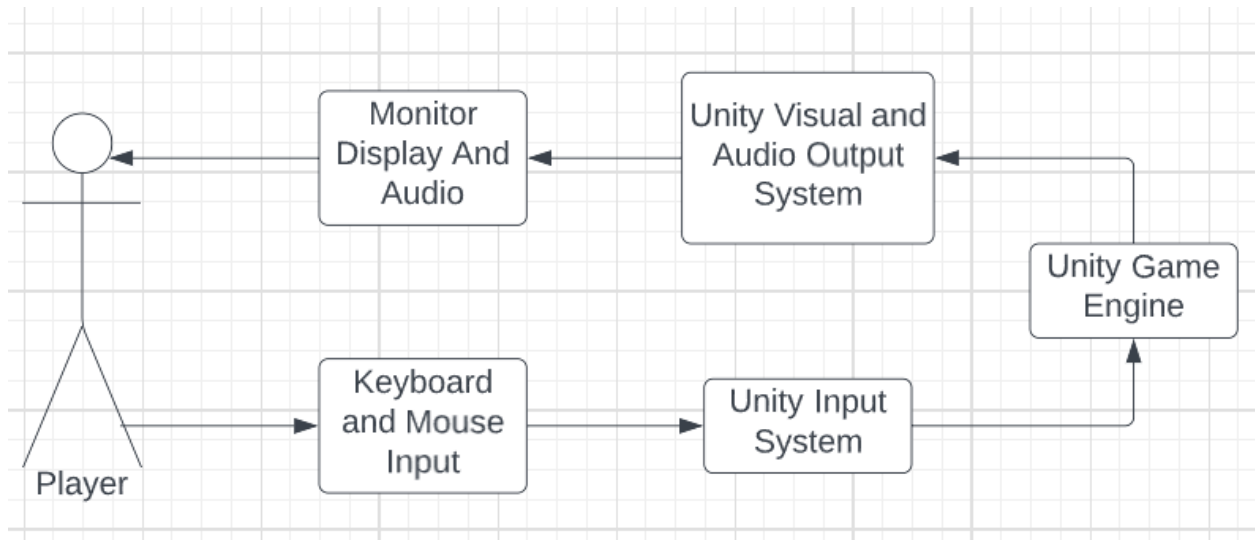 Monitor
Display And
Audio
Unity Visual and
Audio Output
System
Unity Game
Engine
Keyboard
and Mouse
Input
Unity Input
System
Player